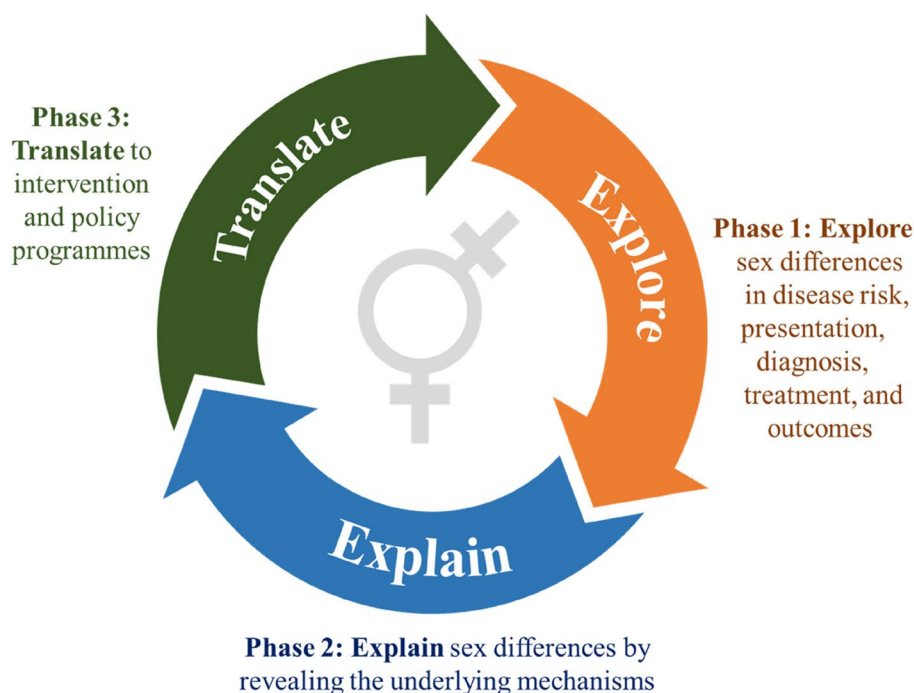 Translate
Explore
Explain
Phase 1: Explore
sex differences
in disease risk,
presentation,
diagnosis,
treatment, and
outcomes
Phase 2: Explain sex differences by
revealing the underlying mechanisms
Phase 3:
Translate to
intervention
and policy
programmes